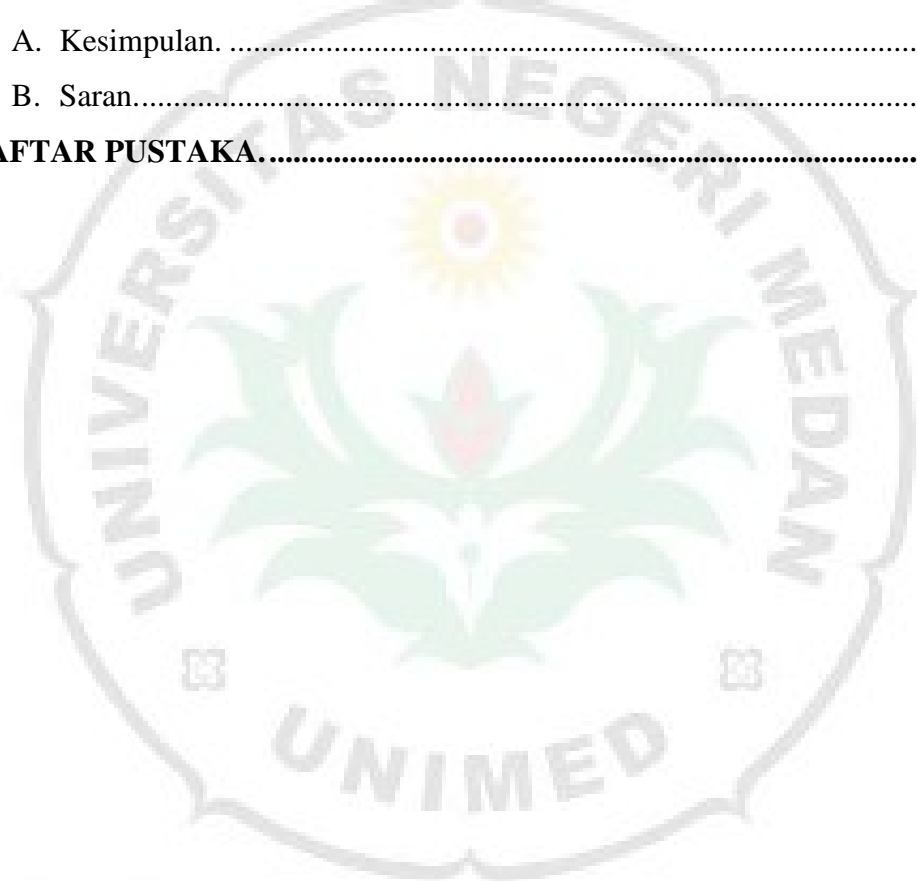 A. Kesimpulan. ....................................................................................
B. Saran................................................................................................
AFTAR PUSTAKA.................................................................................
UNIVERSITAS NEGERI MEDAN
UNIMED